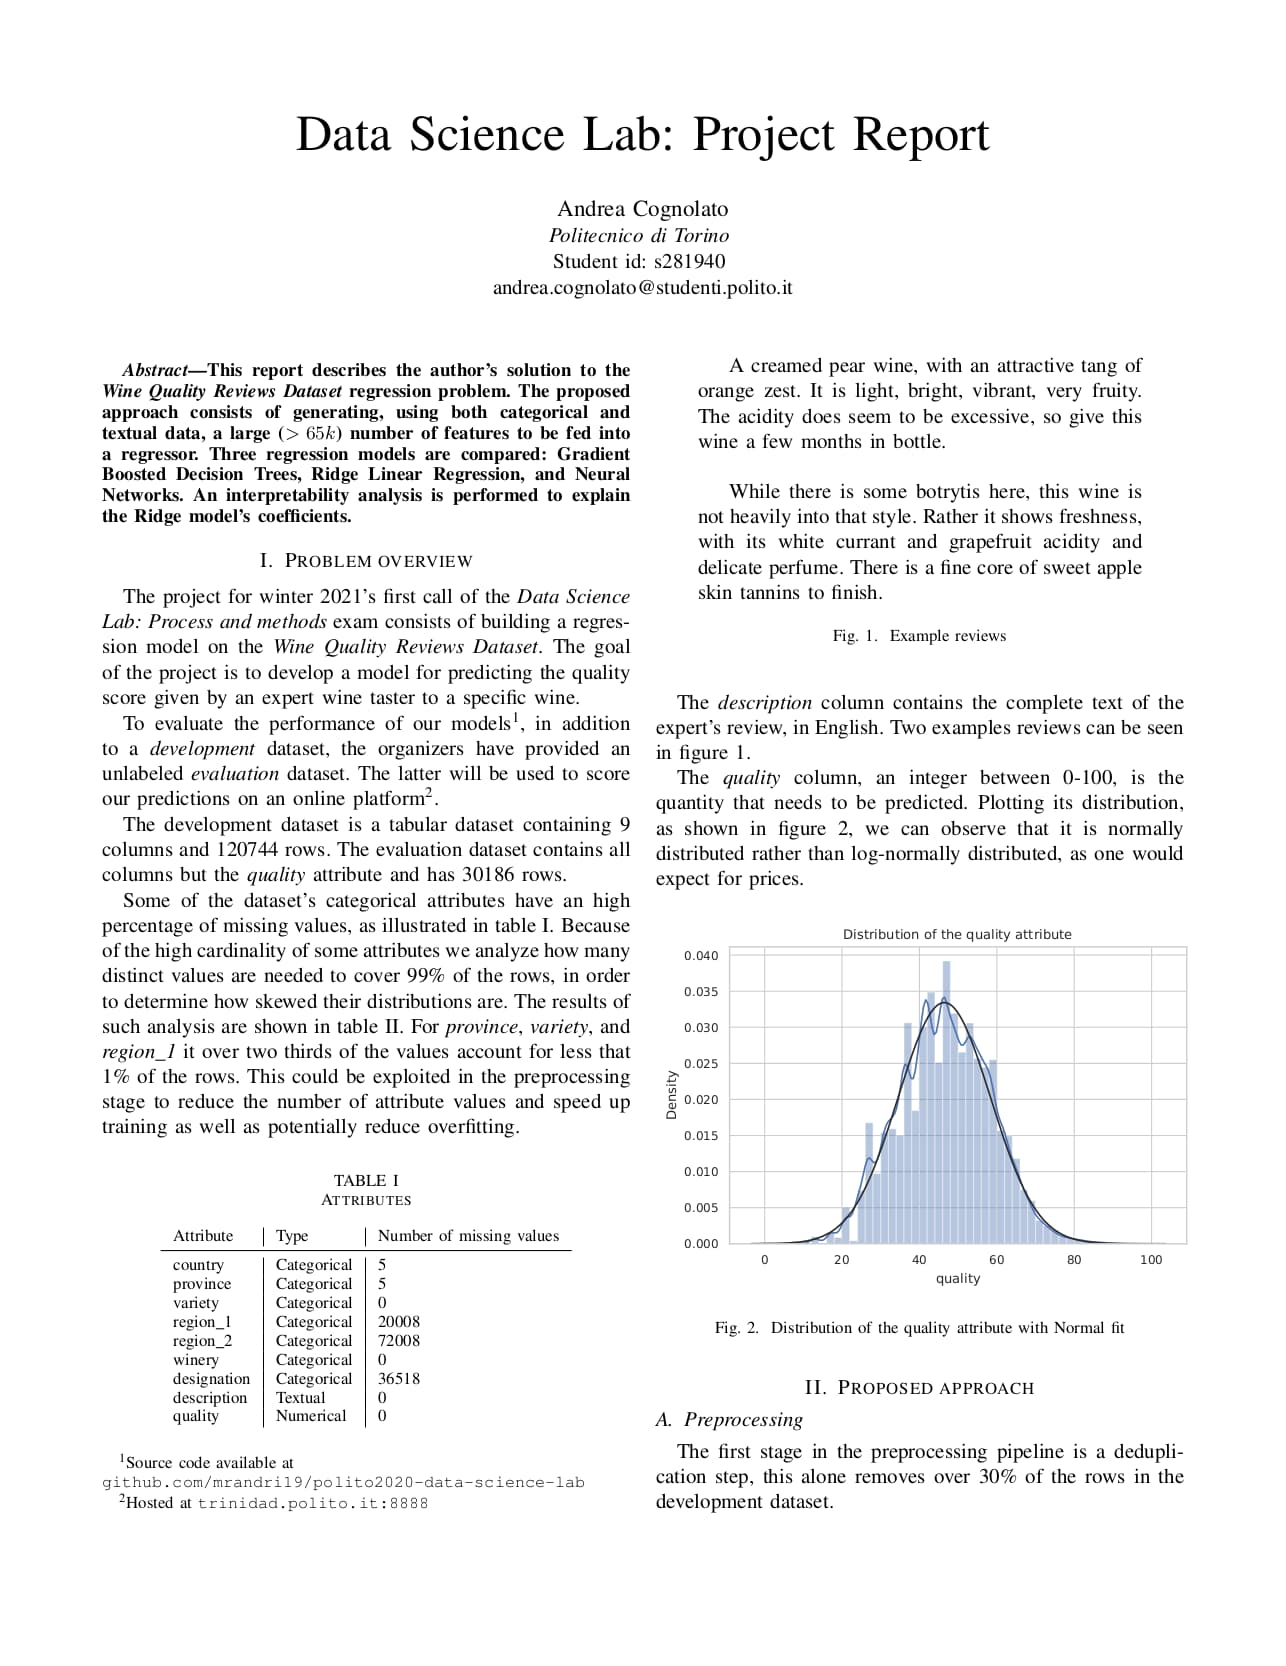 Data Science Lab: Project Report
Andrea Cognolato
Politecnico di Torino
Student id: s281940
andrea.cognolato@studenti.polito.it
Abstract—This report describes the author's solution to the
Wine Quality Reviews Dataset regression problem. The proposed
approach consists of generating, using both categorical and
textual data, a large (> 65k) number of features to be fed into
a regressor. Three regression models are compared: Gradient
Boosted Decision Trees, Ridge Linear Regression, and Neural
Networks. An interpretability analysis is performed to explain
the Ridge model's coefficients.
I. PROBLEM OVERVIEW
The project for winter 2021's first call of the Data Science
Lab: Process and methods exam consists of building a regres-
sion model on the Wine Quality Reviews Dataset. The goal
of the project is to develop a model for predicting the quality
score given by an expert wine taster to a specific wine.
To evaluate the performance of our models1, in addition
to a development dataset, the organizers have provided an
unlabeled evaluation dataset. The latter will be used to score
our predictions on an online platform2.
The development dataset is a tabular dataset containing 9
columns and 120744 rows. The evaluation dataset contains all
columns but the quality attribute and has 30186 rows.
Some of the dataset's categorical attributes have an high
percentage of missing values, as illustrated in table I. Because
of the high cardinality of some attributes we analyze how many
distinct values are needed to cover 99% of the rows, in order
to determine how skewed their distributions are. The results of
such analysis are shown in table II. For province, variety, and
region_1 it over two thirds of the values account for less that
1% of the rows. This could be exploited in the preprocessing
stage to reduce the number of attribute values and speed up
training as well as potentially reduce overfitting.
TABLE I
ATTRIBUTES
Attribute Type Number of missing values
country Categorical 5
province Categorical 5
variety Categorical 0
region_1 Categorical 20008
region_2 Categorical 72008
winery Categorical 0
designation Categorical 36518
description Textual 0
quality Numerical 0
1Source code available at
github.com/mrandri19/polito2020-data-science-lab
2Hosted at trinidad.polito.it:8888
A creamed pear wine, with an attractive tang of
orange zest. It is light, bright, vibrant, very fruity.
The acidity does seem to be excessive, so give this
wine a few months in bottle.
While there is some botrytis here, this wine is
not heavily into that style. Rather it shows freshness,
with its white currant and grapefruit acidity and
delicate perfume. There is a fine core of sweet apple
skin tannins to finish.
Fig. 1. Example reviews
The description column contains the complete text of the
expert's review, in English. Two examples reviews can be seen
in figure 1.
The quality column, an integer between 0-100, is the
quantity that needs to be predicted. Plotting its distribution,
as shown in figure 2, we can observe that it is normally
distributed rather than log-normally distributed, as one would
expect for prices.
Distribution of the quality attribute
0.040
0.035
0.030
0.025
0.020
0.015
0.010
0.005
0.000
Density
0 20 40 60 80 100
quality
Fig. 2. Distribution of the quality attribute with Normal fit
II. PROPOSED APPROACH
A. Preprocessing
The first stage in the preprocessing pipeline is a dedupli-
cation step, this alone removes over 30% of the rows in the
development dataset.